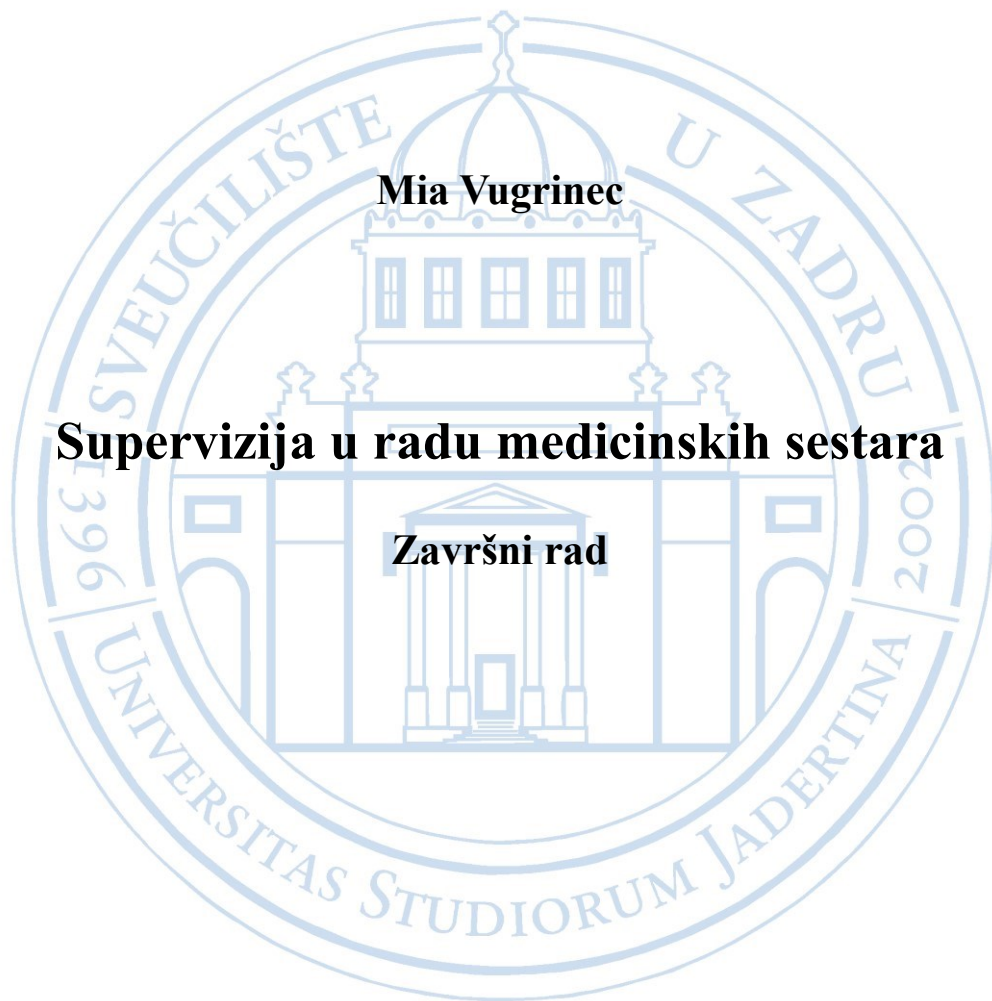 SVEUČILIŠTE U ZADRU
Mia Vugrinec
Supervizija u radu medicinskih sestara
Završni rad
1396
2002
UNIVERSITAS STUDIORUM JADERTINA